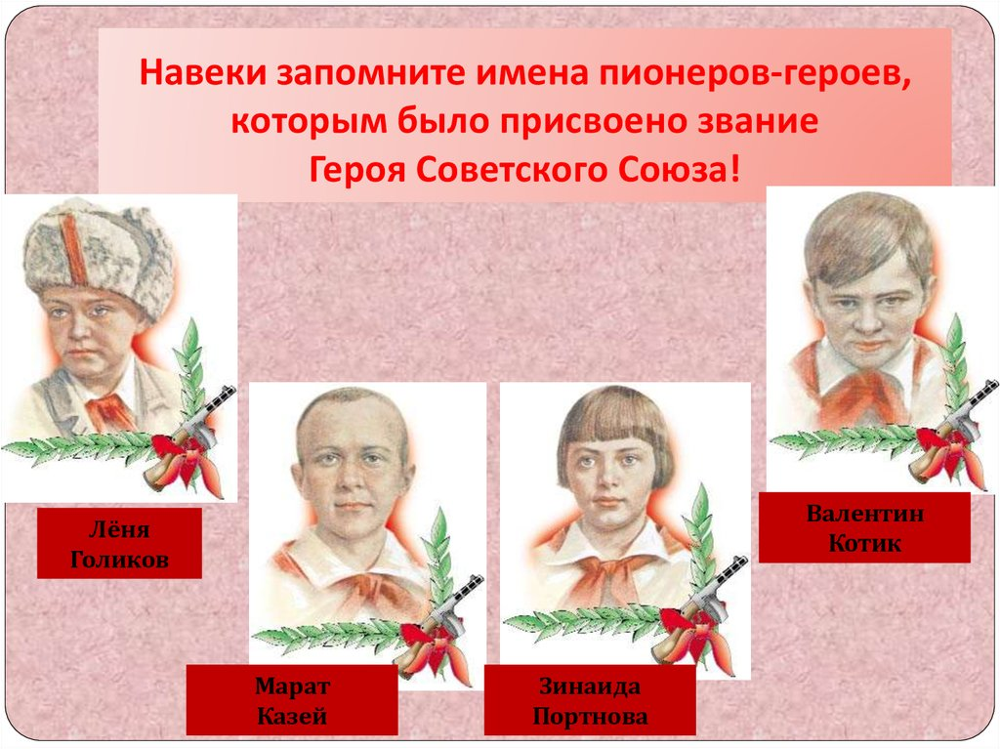 Навеки запомните имена пионеров-героев,
которым было присвоено звание
Героя Советского Союза!
Лёня
Голиков
Марат
Казей
Зинаида
Портнова
Валентин
Котик